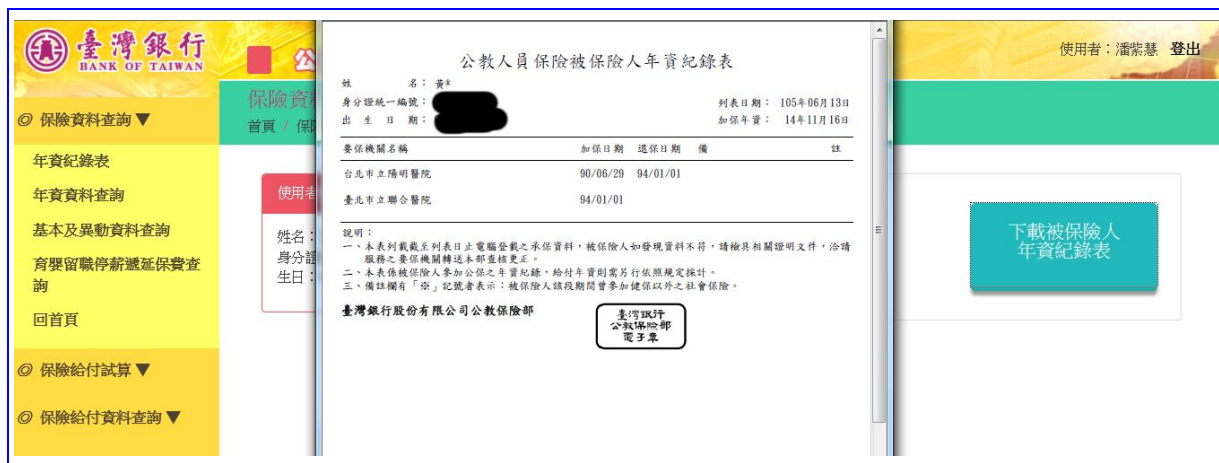 臺灣銀行
BANK OF TAIWAN
使用者：潘紫慧 登出
◎ 保險資料查詢▼
年資紀錄表
年資資料查詢
基本及異動資料查詢
育嬰留職停薪遞延保費查
詢
回首頁
◎ 保險給付試算▼
◎ 保險給付資料查詢▼
公
保險資
首頁 / 保
使用者
姓名：
身分證
生日：
公教人員保險被保險人年資紀錄表
姓 名：黃*
身分證統一編號：
列表日期： 105年06月13日
出 生 日 期：
加保年資： 14年11月16日
要保機關名稱 加保日期 退保日期 備 註
台北市立陽明醫院 90/06/29 94/01/01
臺北市立聯合醫院 94/01/01
說明：
一、本表列載截至列表日止電腦登載之承保資料，被保險人如發現資料不符，請檢具相關證明文件，洽請
服務之要保機關轉送本部查核更正。
二、本表係被保險人參加公保之年資紀錄，給付年資則需另行依照規定採計。
三、備註欄有「※」記號者表示：被保險人該段期間曾參加健保以外之社會保險。
臺灣銀行股份有限公司公教保險部
臺灣銀行
公教保險部
電子章
下載被保險人
年資紀錄表